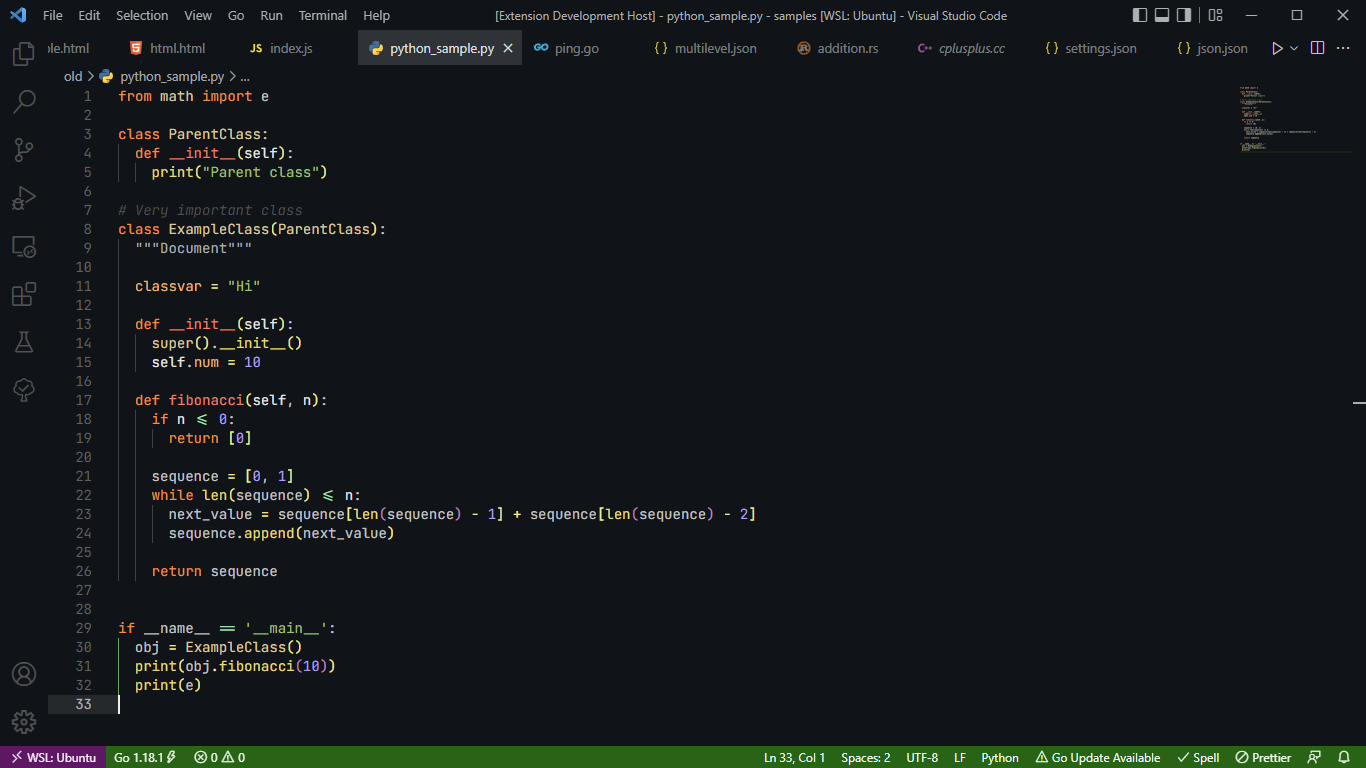 File Edit Selection View Go Run Terminal Help [Extension Development Host] - python_sample.py - samples [WSL: Ubuntu] - Visual Studio Code
ple.html html.html JS index.js python_sample.py GO ping.go {} multilevel.json addition.rs C++ cplusplus.cc {} settings.json {} json.json
old > python_sample.py > ...
1 from math import e
2
3 class ParentClass:
4 def __init__(self):
5 print("Parent class")
6
7 # Very important class
8 class ExampleClass(ParentClass):
9 """Document"""
10
11 classvar = "Hi"
12
13 def __init__(self):
14 super().__init__()
15 self.num = 10
16
17 def fibonacci(self, n):
18 if n <= 0:
19 return [0]
20
21 sequence = [0, 1]
22 while len(sequence) <= n:
23 next_value = sequence[len(sequence) - 1] + sequence[len(sequence) - 2]
24 sequence.append(next_value)
25
26 return sequence
27
28
29 if __name__ == '__main__':
30 obj = ExampleClass()
31 print(obj.fibonacci(10))
32 print(e)
33
WSL: Ubuntu Go 1.18.1 0 0 Ln 33, Col 1 Spaces: 2 UTF-8 LF Python Go Update Available Spell Prettier